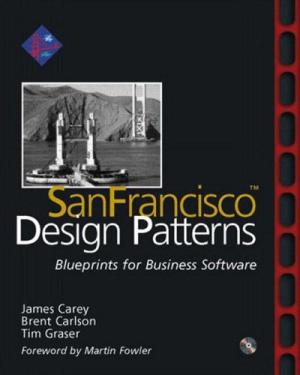 SanFrancisco™
Design Patterns
Blueprints for Business Software
James Carey
Brent Carlson
Tim Graser
Foreword by Martin Fowler